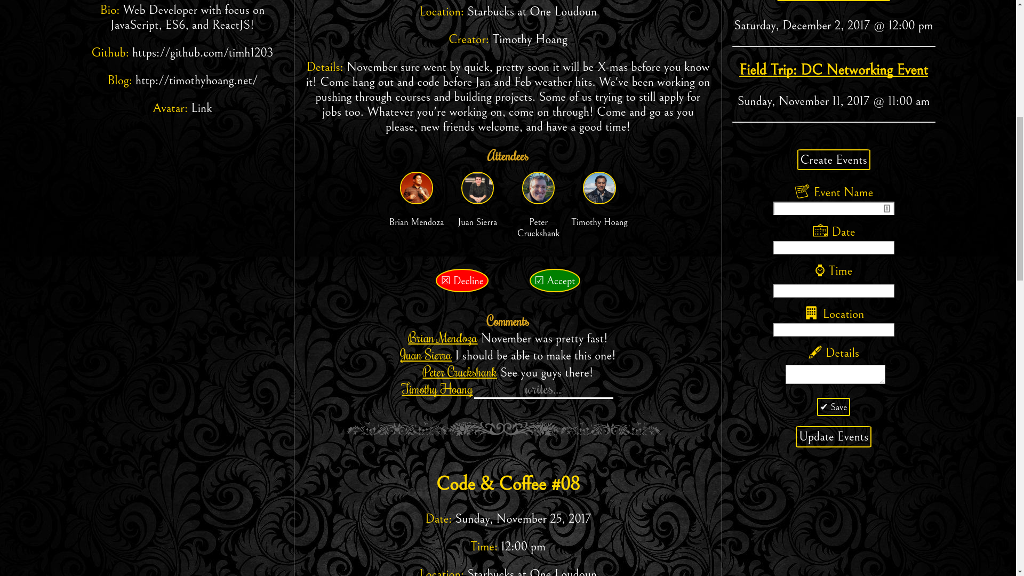 Bio: Web Developer with focus on
JavaScript, ES6, and ReactJS!
Github: https://github.com/timh1203
Blog: http://timothyhoang.net/
Avatar: Link
Location: Starbucks at One Loudoun
Creator: Timothy Hoang
Details: November sure went by quick, pretty soon it will be X-mas before you know
it! Come hang out and code before Jan and Feb weather hits. We've been working on
pushing through courses and building projects. Some of us trying to still apply for
jobs too. Whatever you're working on, come on through! Come and go as you
please, new friends welcome, and have a good time!
Attendees
Brian Mendoza
Juan Sierra
Peter
Cruckshank
Timothy Hoang
☒ Decline
☑ Accept
Comments
Brian Mendoza November was pretty fast!
Juan Sierra I should be able to make this one!
Peter Cruckshank See you guys there!
Timothy Hoang writes...
Code & Coffee #08
Date: Sunday, November 25, 2017
Time: 12:00 pm
Location: Starbucks at One Loudoun
Saturday, December 2, 2017 @ 12:00 pm
Field Trip: DC Networking Event
Sunday, November 11, 2017 @ 11:00 am
Create Events
Event Name
Date
Time
Location
Details
✔ Save
Update Events